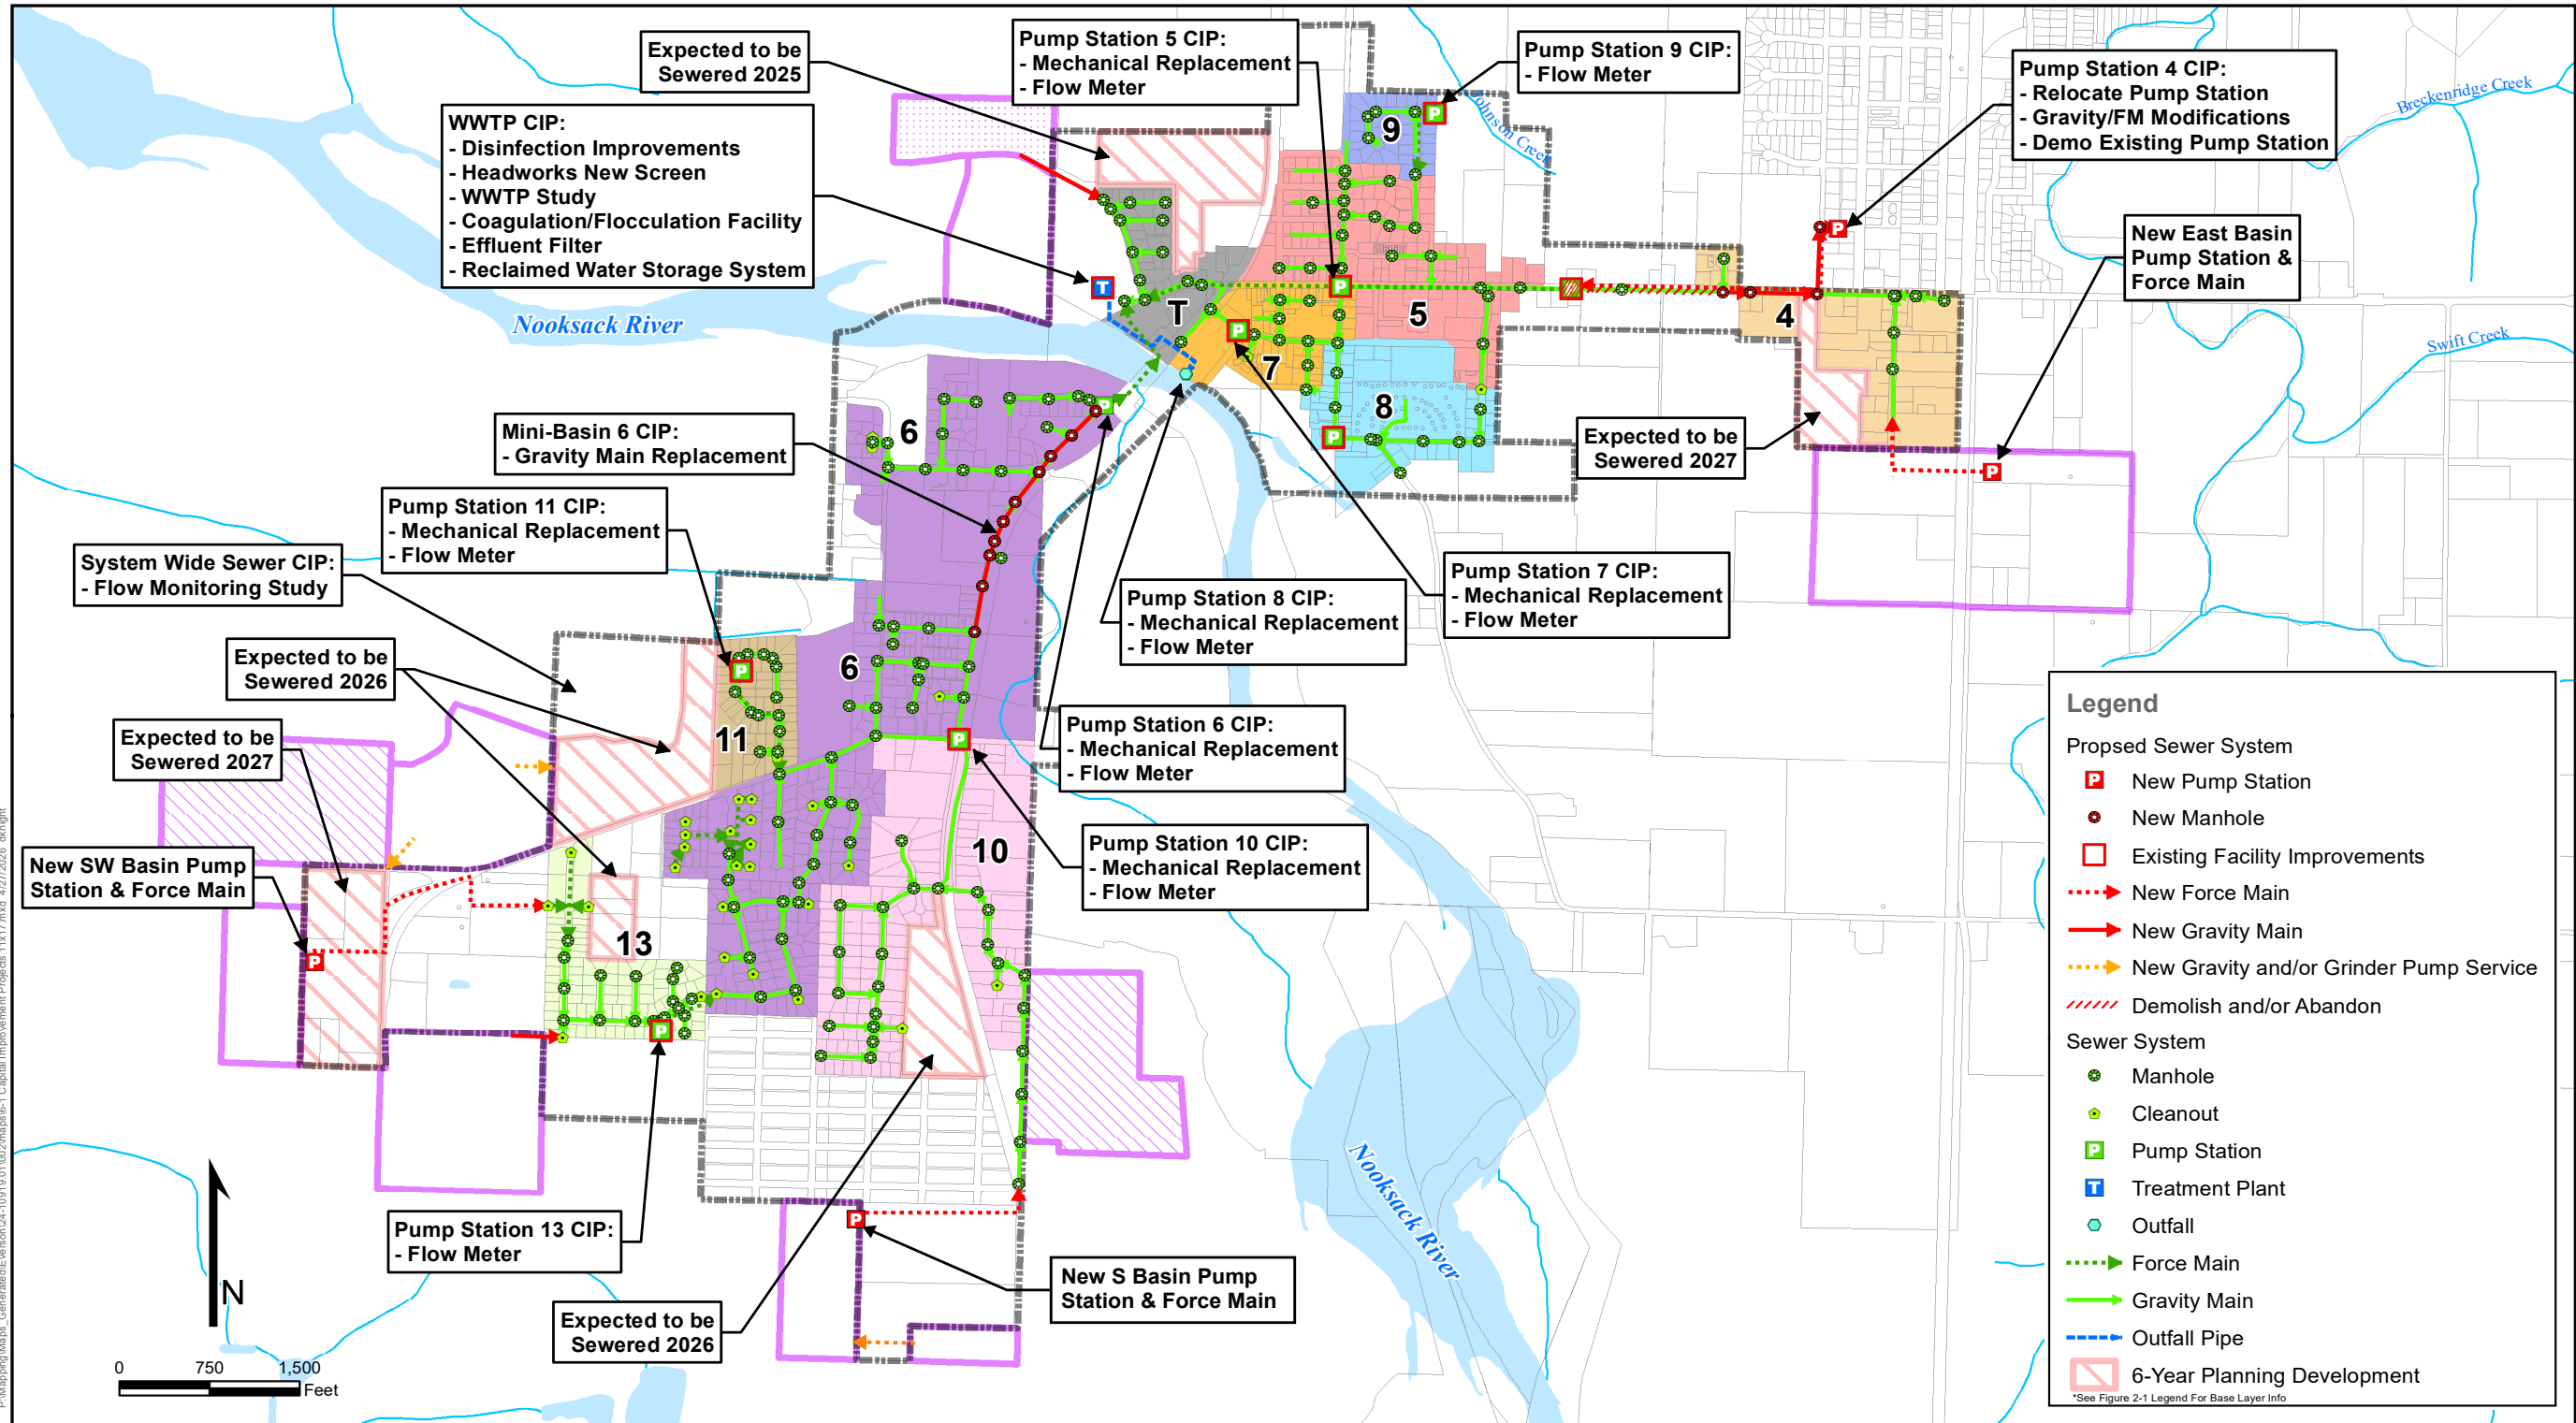 Expected to be
Sewered 2025
Pump Station 5 CIP:
- Mechanical Replacement
- Flow Meter
Pump Station 9 CIP:
- Flow Meter
Pump Station 4 CIP:
- Relocate Pump Station
- Gravity/FM Modifications
- Demo Existing Pump Station
Breckenridge Creek
Johnson Creek
WWTP CIP:
- Disinfection Improvements
- Headworks New Screen
- WWTP Study
- Coagulation/Flocculation Facility
- Effluent Filter
- Reclaimed Water Storage System
9
New East Basin
Pump Station &
Force Main
P
P
T
P
P
T
5
4
7
8
6
P
P
P
P
Nooksack River
Swift Creek
Mini-Basin 6 CIP:
- Gravity Main Replacement
Expected to be
Sewered 2027
Pump Station 11 CIP:
- Mechanical Replacement
- Flow Meter
System Wide Sewer CIP:
- Flow Monitoring Study
Pump Station 8 CIP:
- Mechanical Replacement
- Flow Meter
Pump Station 7 CIP:
- Mechanical Replacement
- Flow Meter
Expected to be
Sewered 2026
P
6
11
P
Pump Station 6 CIP:
- Mechanical Replacement
- Flow Meter
Expected to be
Sewered 2027
Pump Station 10 CIP:
- Mechanical Replacement
- Flow Meter
10
New SW Basin Pump
Station & Force Main
P
13
P
Nooksack River
P
Pump Station 13 CIP:
- Flow Meter
New S Basin Pump
Station & Force Main
Expected to be
Sewered 2026
N
0 750 1,500
Feet
Legend
Propsed Sewer System
P New Pump Station
New Manhole
Existing Facility Improvements
New Force Main
New Gravity Main
New Gravity and/or Grinder Pump Service
Demolish and/or Abandon
Sewer System
Manhole
Cleanout
P Pump Station
T Treatment Plant
Outfall
Force Main
Gravity Main
Outfall Pipe
6-Year Planning Development
*See Figure 2-1 Legend For Base Layer Info